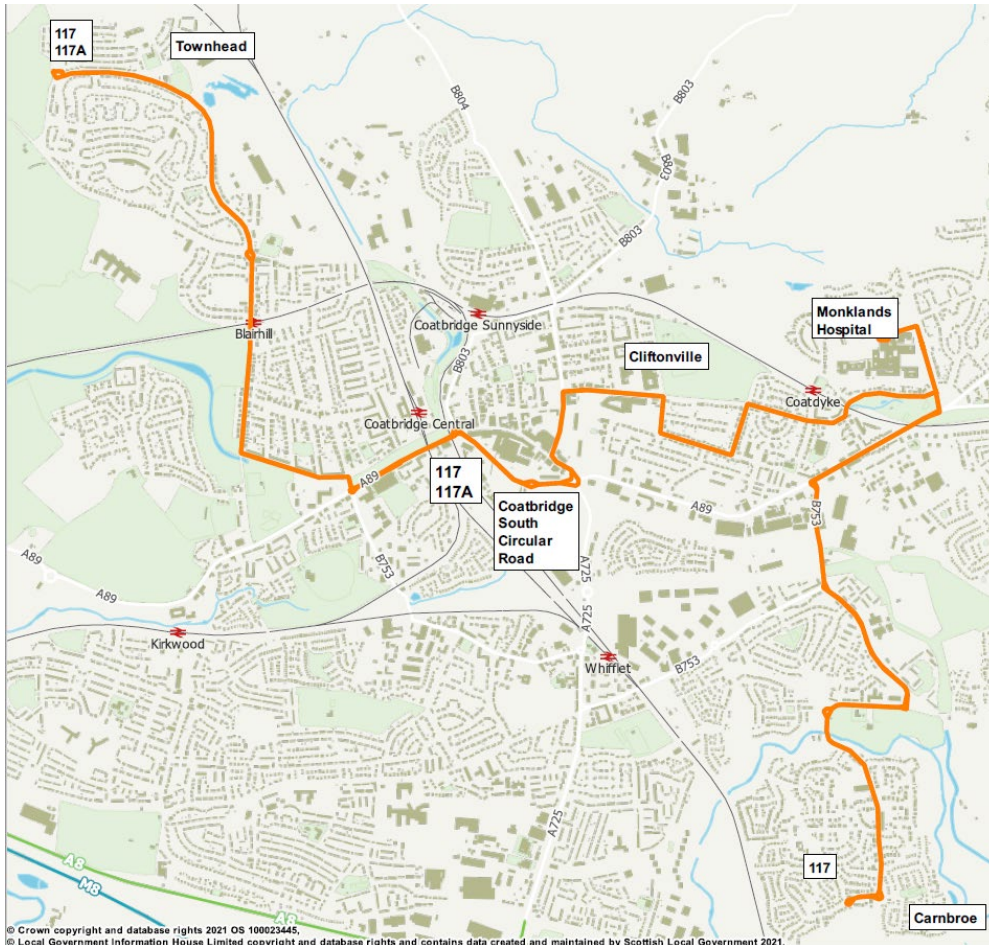 117
117A
Townhead
B804
B803
B803
B803
Monklands
Hospital
Blairhill
Coatbridge Sunnyside
B803
Cliftonville
Coatdyke
Coatbridge Central
A89
117
117A
Coatbridge
South
Circular
Road
A89
B753
A89
A89
B753
A725
A725
Kirkwood
Whifflet
B753
A725
117
Carnbroe
A8
M8
A8
© Crown copyright and database rights 2021 OS 100023445,
© Local Government Information House Limited copyright and database rights and contains data created and maintained by Scottish Local Government 2021.